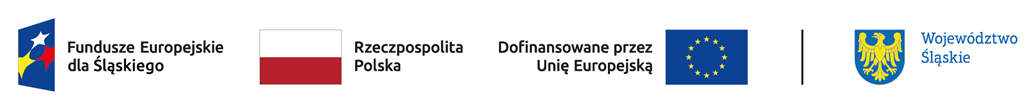 Fundusze Europejskie
dla Śląskiego
Rzeczpospolita
Polska
Dofinansowane przez
Unię Europejską
Województwo
Śląskie